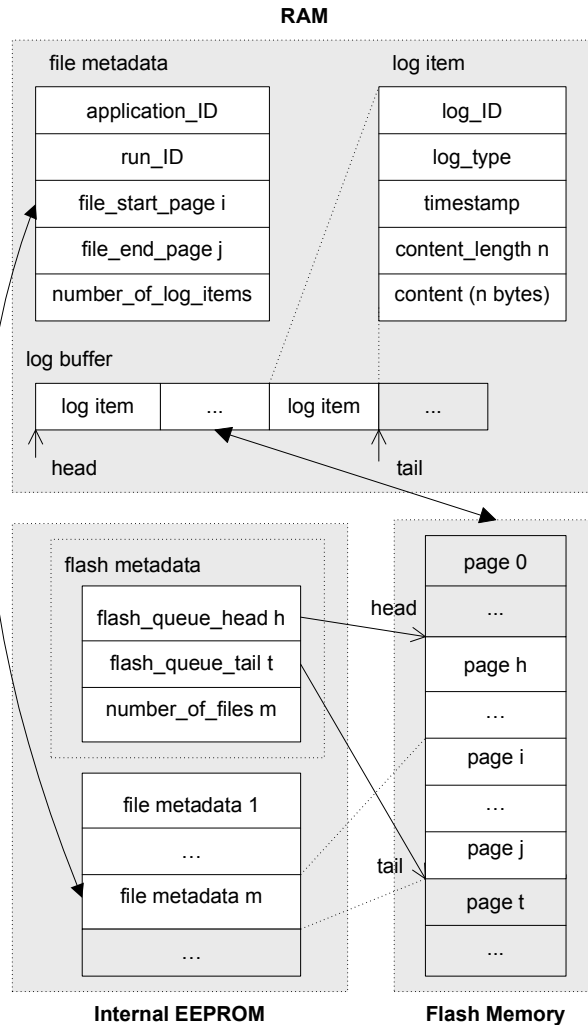 RAM
file metadata
application_ID
run_ID
file_start_page i
file_end_page j
number_of_log_items
log item
log_ID
log_type
timestamp
content_length n
content (n bytes)
log buffer
log item
...
log item
...
head
tail
flash metadata
flash_queue_head h
flash_queue_tail t
number_of_files m
file metadata 1
...
file metadata m
...
head
tail
page 0
...
page h
...
page i
...
page j
page t
...
Internal EEPROM
Flash Memory